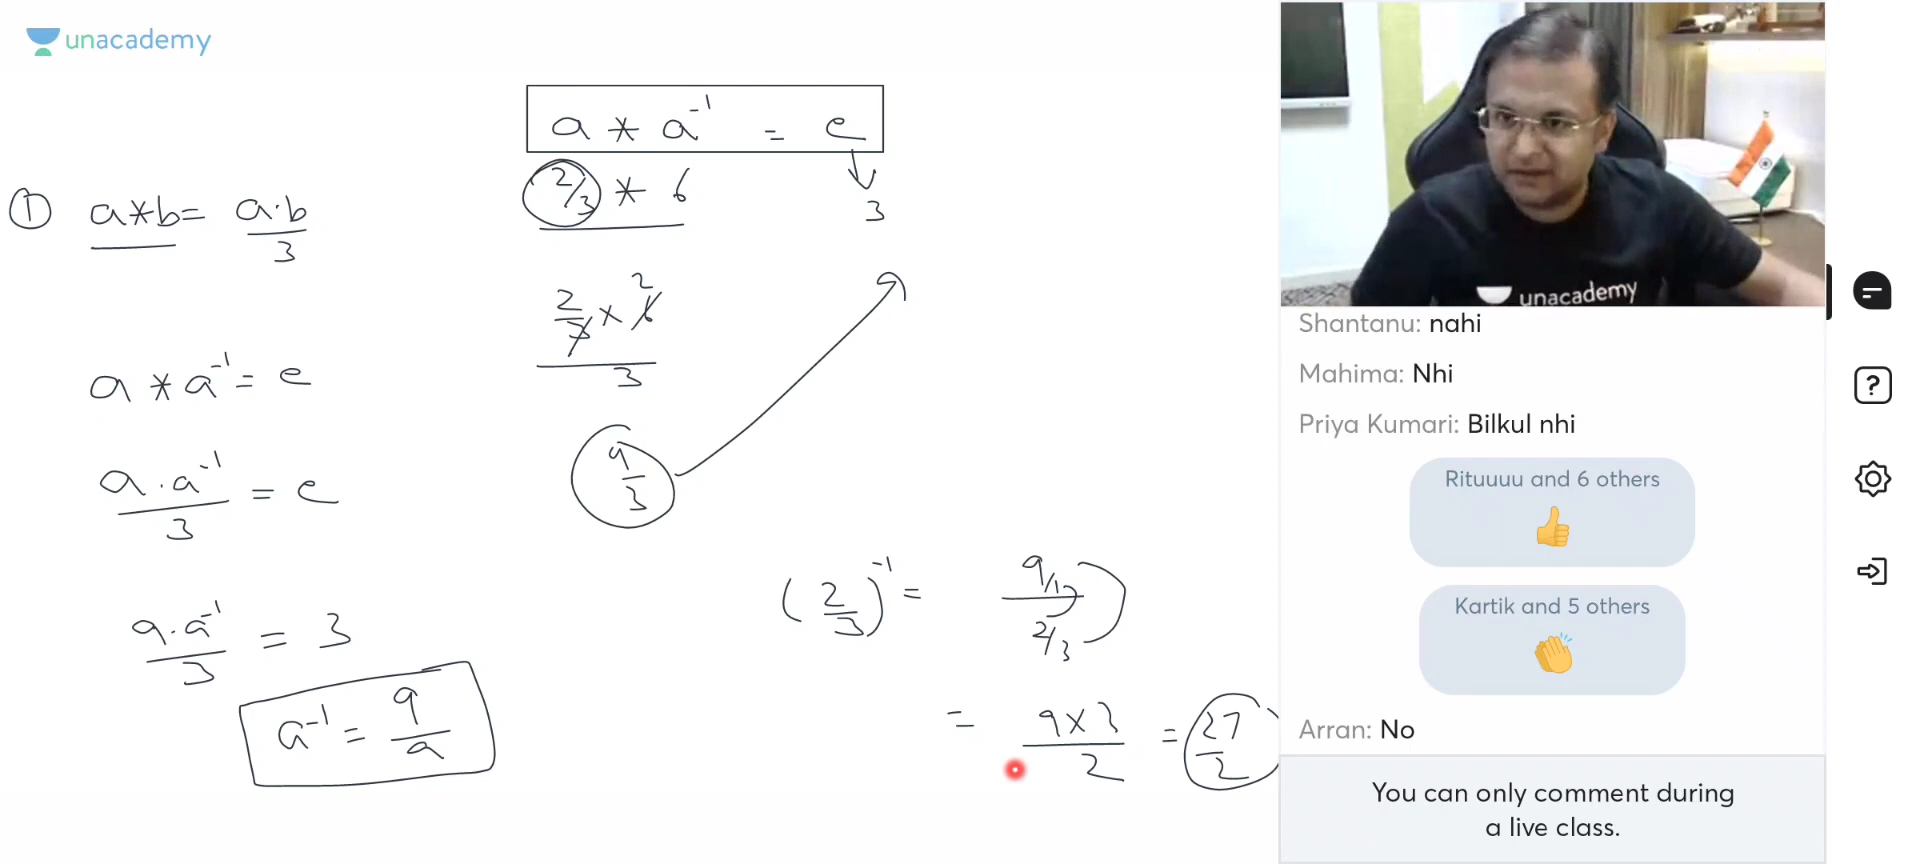 unacademy
a * a⁻¹ = e
2/3 * 6
3
① a*b = a·b/3
2/3 × 6 2
3
a * a⁻¹ = e
4/3
a · a⁻¹/3 = e
a · a⁻¹/3 = 3
a⁻¹ = 9/a
(2/3)⁻¹ =
2/3
= 9×3/2 = 27/2
unacademy
Shantanu: nahi
Mahima: Nhi
Priya Kumari: Bilkul nhi
Rituuuu and 6 others
Kartik and 5 others
Arran: No
You can only comment during
a live class.
?